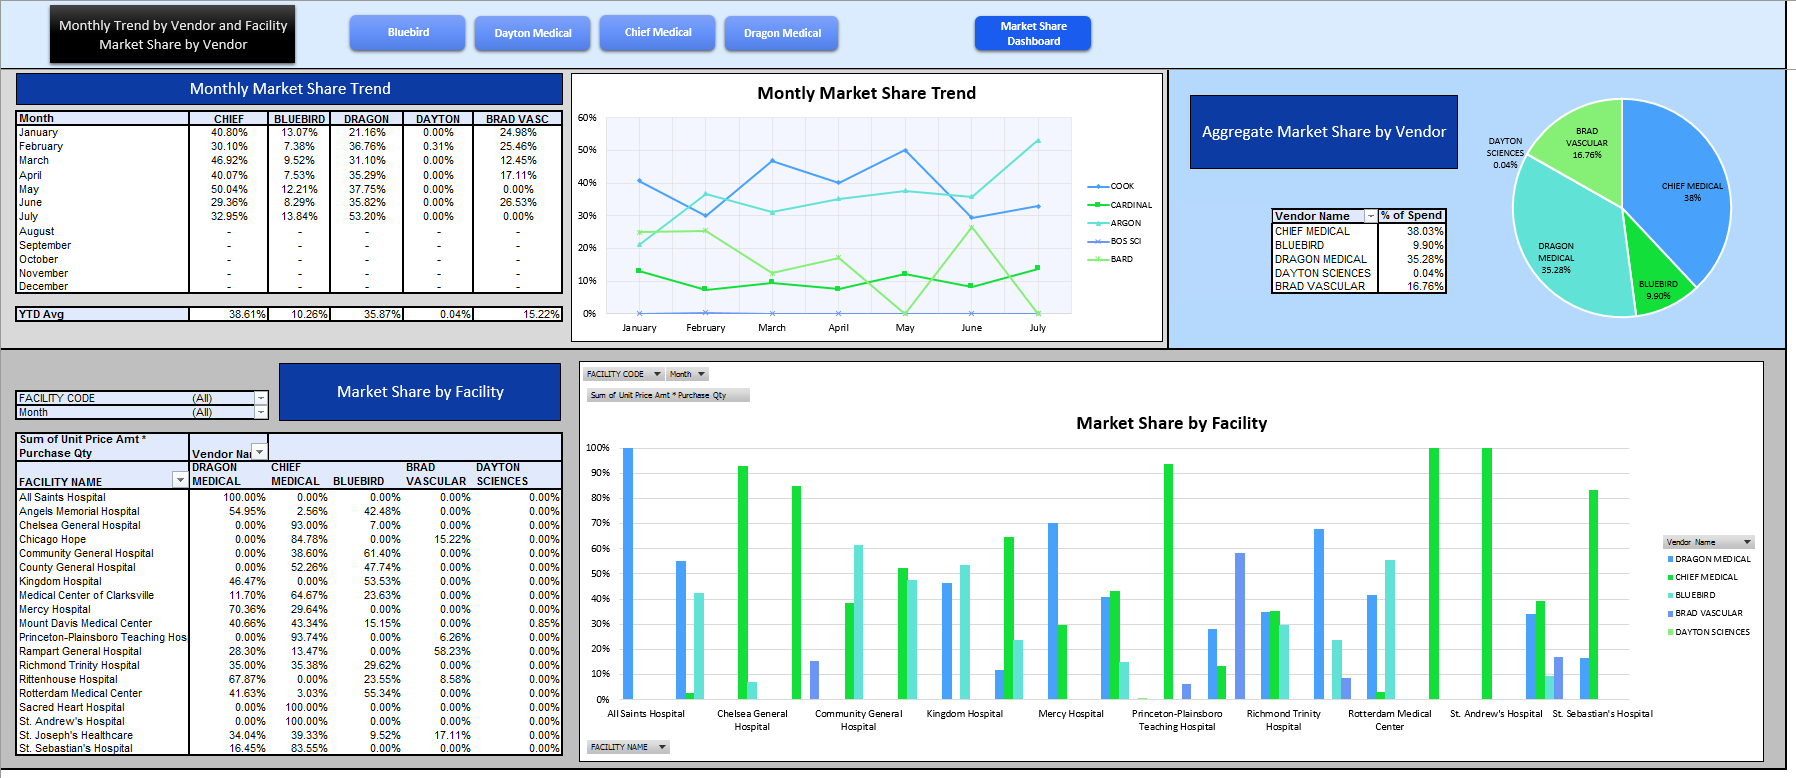 Monthly Trend by Vendor and Facility
Market Share by Vendor
Bluebird
Dayton Medical
Chief Medical
Dragon Medical
Market Share
Dashboard
Monthly Market Share Trend
Month CHIEF BLUEBIRD DRAGON DAYTON BRAD VASC
January 40.80% 13.07% 21.16% 0.00% 24.98%
February 30.10% 7.38% 36.76% 0.31% 25.46%
March 46.92% 9.52% 31.10% 0.00% 12.45%
April 40.07% 7.53% 35.29% 0.00% 17.11%
May 50.04% 12.21% 37.75% 0.00% 0.00%
June 29.36% 8.29% 35.82% 0.00% 26.53%
July 32.95% 13.84% 53.20% 0.00% 0.00%
August - - - - -
September - - - - -
October - - - - -
November - - - - -
December - - - - -
YTD Avg 38.61% 10.26% 35.87% 0.04% 15.22%
Montly Market Share Trend
60%
50%
40%
30%
20%
10%
0%
January February March April May June July
COOK
CARDINAL
ARGON
BOS SCI
BARD
Aggregate Market Share by Vendor
Vendor Name % of Spend
CHIEF MEDICAL 38.03%
BLUEBIRD 9.90%
DRAGON MEDICAL 35.28%
DAYTON SCIENCES 0.04%
BRAD VASCULAR 16.76%
DAYTON
SCIENCES
0.04%
BRAD
VASCULAR
16.76%
CHIEF MEDICAL
38%
DRAGON
MEDICAL
35.28%
BLUEBIRD
9.90%
FACILITY CODE (All)
Month (All)
Market Share by Facility
Sum of Unit Price Amt *
Purchase Qty Vendor Nar
FACILITY NAME DRAGON MEDICAL CHIEF MEDICAL BLUEBIRD BRAD VASCULAR DAYTON SCIENCES
All Saints Hospital 100.00% 0.00% 0.00% 0.00% 0.00%
Angels Memorial Hospital 54.95% 2.56% 42.48% 0.00% 0.00%
Chelsea General Hospital 0.00% 93.00% 7.00% 0.00% 0.00%
Chicago Hope 0.00% 84.78% 0.00% 15.22% 0.00%
Community General Hospital 0.00% 38.60% 61.40% 0.00% 0.00%
County General Hospital 0.00% 52.26% 47.74% 0.00% 0.00%
Kingdom Hospital 46.47% 0.00% 53.53% 0.00% 0.00%
Medical Center of Clarksville 11.70% 64.67% 23.63% 0.00% 0.00%
Mercy Hospital 70.36% 29.64% 0.00% 0.00% 0.00%
Mount Davis Medical Center 40.66% 43.34% 15.15% 0.00% 0.85%
Princeton-Plainsboro Teaching Hos 0.00% 93.74% 0.00% 6.26% 0.00%
Rampart General Hospital 28.30% 13.47% 0.00% 58.23% 0.00%
Richmond Trinity Hospital 35.00% 35.38% 29.62% 0.00% 0.00%
Rittenhouse Hospital 67.87% 0.00% 23.55% 8.58% 0.00%
Rotterdam Medical Center 41.63% 3.03% 55.34% 0.00% 0.00%
Sacred Heart Hospital 0.00% 100.00% 0.00% 0.00% 0.00%
St. Andrew's Hospital 0.00% 100.00% 0.00% 0.00% 0.00%
St. Joseph's Healthcare 34.04% 39.33% 9.52% 17.11% 0.00%
St. Sebastian's Hospital 16.45% 83.55% 0.00% 0.00% 0.00%
FACILITY CODE Month
Sum of Unit Price Amt * Purchase Qty
Market Share by Facility
100%
90%
80%
70%
60%
50%
40%
30%
20%
10%
0%
All Saints Hospital
Chelsea General
Hospital
Community General
Hospital
Kingdom Hospital
Mercy Hospital
Princeton-Plainsboro
Teaching Hospital
Richmond Trinity
Hospital
Rotterdam Medical
Center
St. Andrew's Hospital
St. Sebastian's Hospital
Vendor Name
DRAGON MEDICAL
CHIEF MEDICAL
BLUEBIRD
BRAD VASCULAR
DAYTON SCIENCES
FACILITY NAME